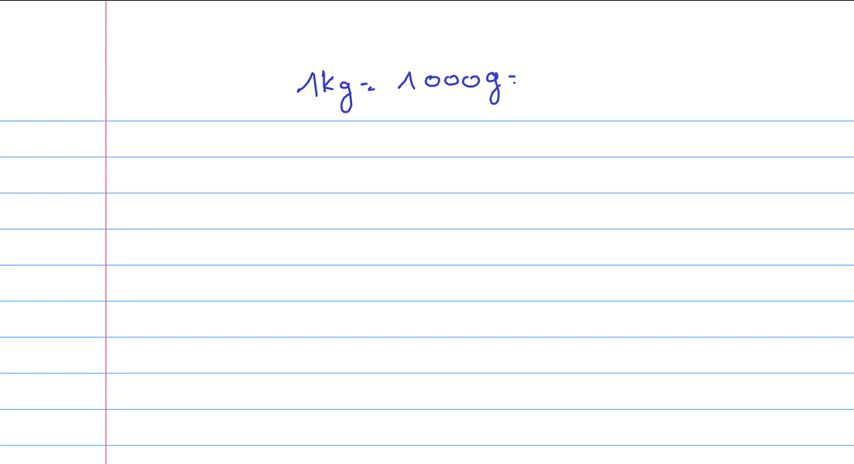 1kg = 1000g =